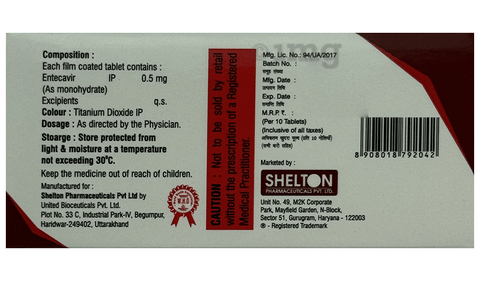 Composition :
Each film coated tablet contains :
Entecavir IP 0.5 mg
(As monohydrate)
Excipients q.s.
Colour : Titanium Dioxide IP
Dosage : As directed by the Physician.
Stoarge : Store protected from
light & moisture at a temperature
not exceeding 30°C.
Keep the medicine out of reach of children.
Manufactured for :
Shelton Pharmaceuticals Pvt Ltd by
United Bioceuticals Pvt. Ltd.
Plot No. 33 C, Industrial Park-IV, Begumpur,
Haridwar-249402, Uttarakhand
CAUTION : Not to be sold by retail
without the prescription of a Registered
Medical Practitioner.
1mg
Mfg. Lic. No.: 94/UA/2017
Batch No. :
Mfg. Date :
Exp. Date :
M.R.P. ₹. :
(Per 10 Tablets)
(Inclusive of all taxes)
8908018792042
Marketed by :
SHELTON
PHARMACEUTICALS PVT. LTD.
Unit No. 49, M2K Corporate
Park, Mayfield Garden, N-Block,
Sector 51, Gurugram, Haryana - 122003
® - Registered Trademark